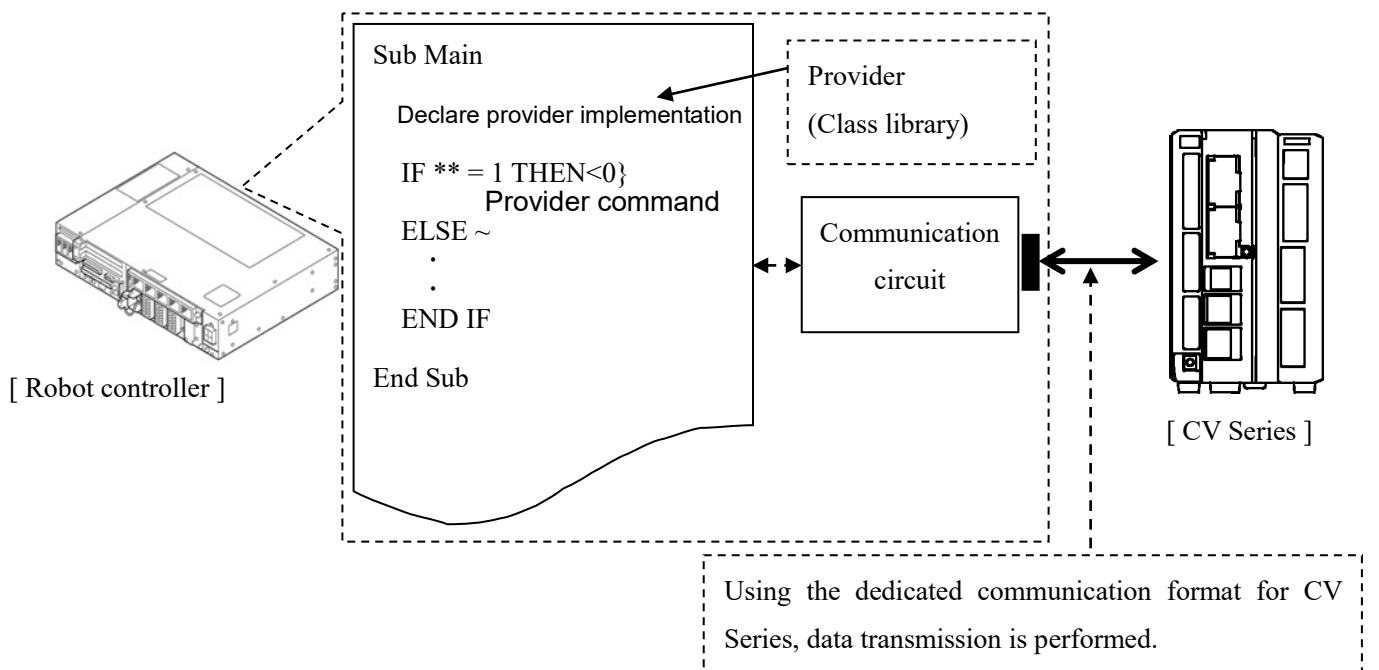 Sub Main
Declare provider implementation
IF ** = 1 THEN<0}
Provider command
ELSE ~
.
.
END IF
End Sub
Provider
(Class library)
Communication
circuit
[ Robot controller ]
[ CV Series ]
Using the dedicated communication format for CV
Series, data transmission is performed.